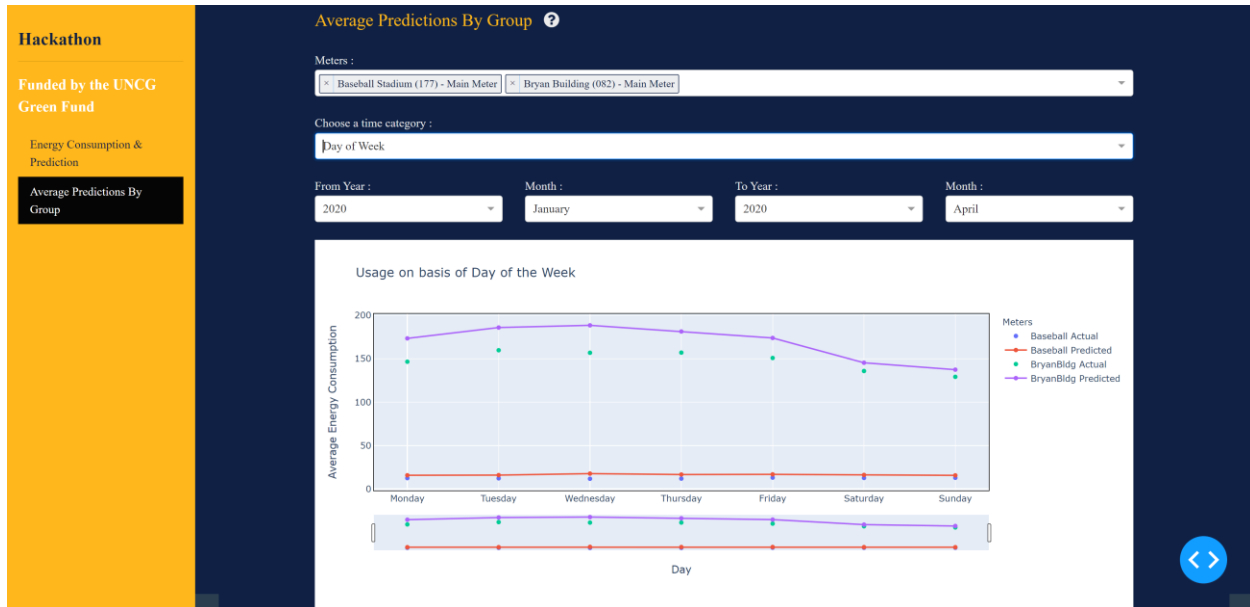 Hackathon
Funded by the UNCG
Green Fund
Energy Consumption &
Prediction
Average Predictions By
Group
Average Predictions By Group ?
Meters :
× Baseball Stadium (177) - Main Meter × Bryan Building (082) - Main Meter
Choose a time category :
Day of Week
From Year : Month : To Year : Month :
2020 January 2020 April
Usage on basis of Day of the Week
200
150
100
50
0
Average Energy Consumption
Monday Tuesday Wednesday Thursday Friday Saturday Sunday
Day
Meters
Baseball Actual
Baseball Predicted
BryanBldg Actual
BryanBldg Predicted